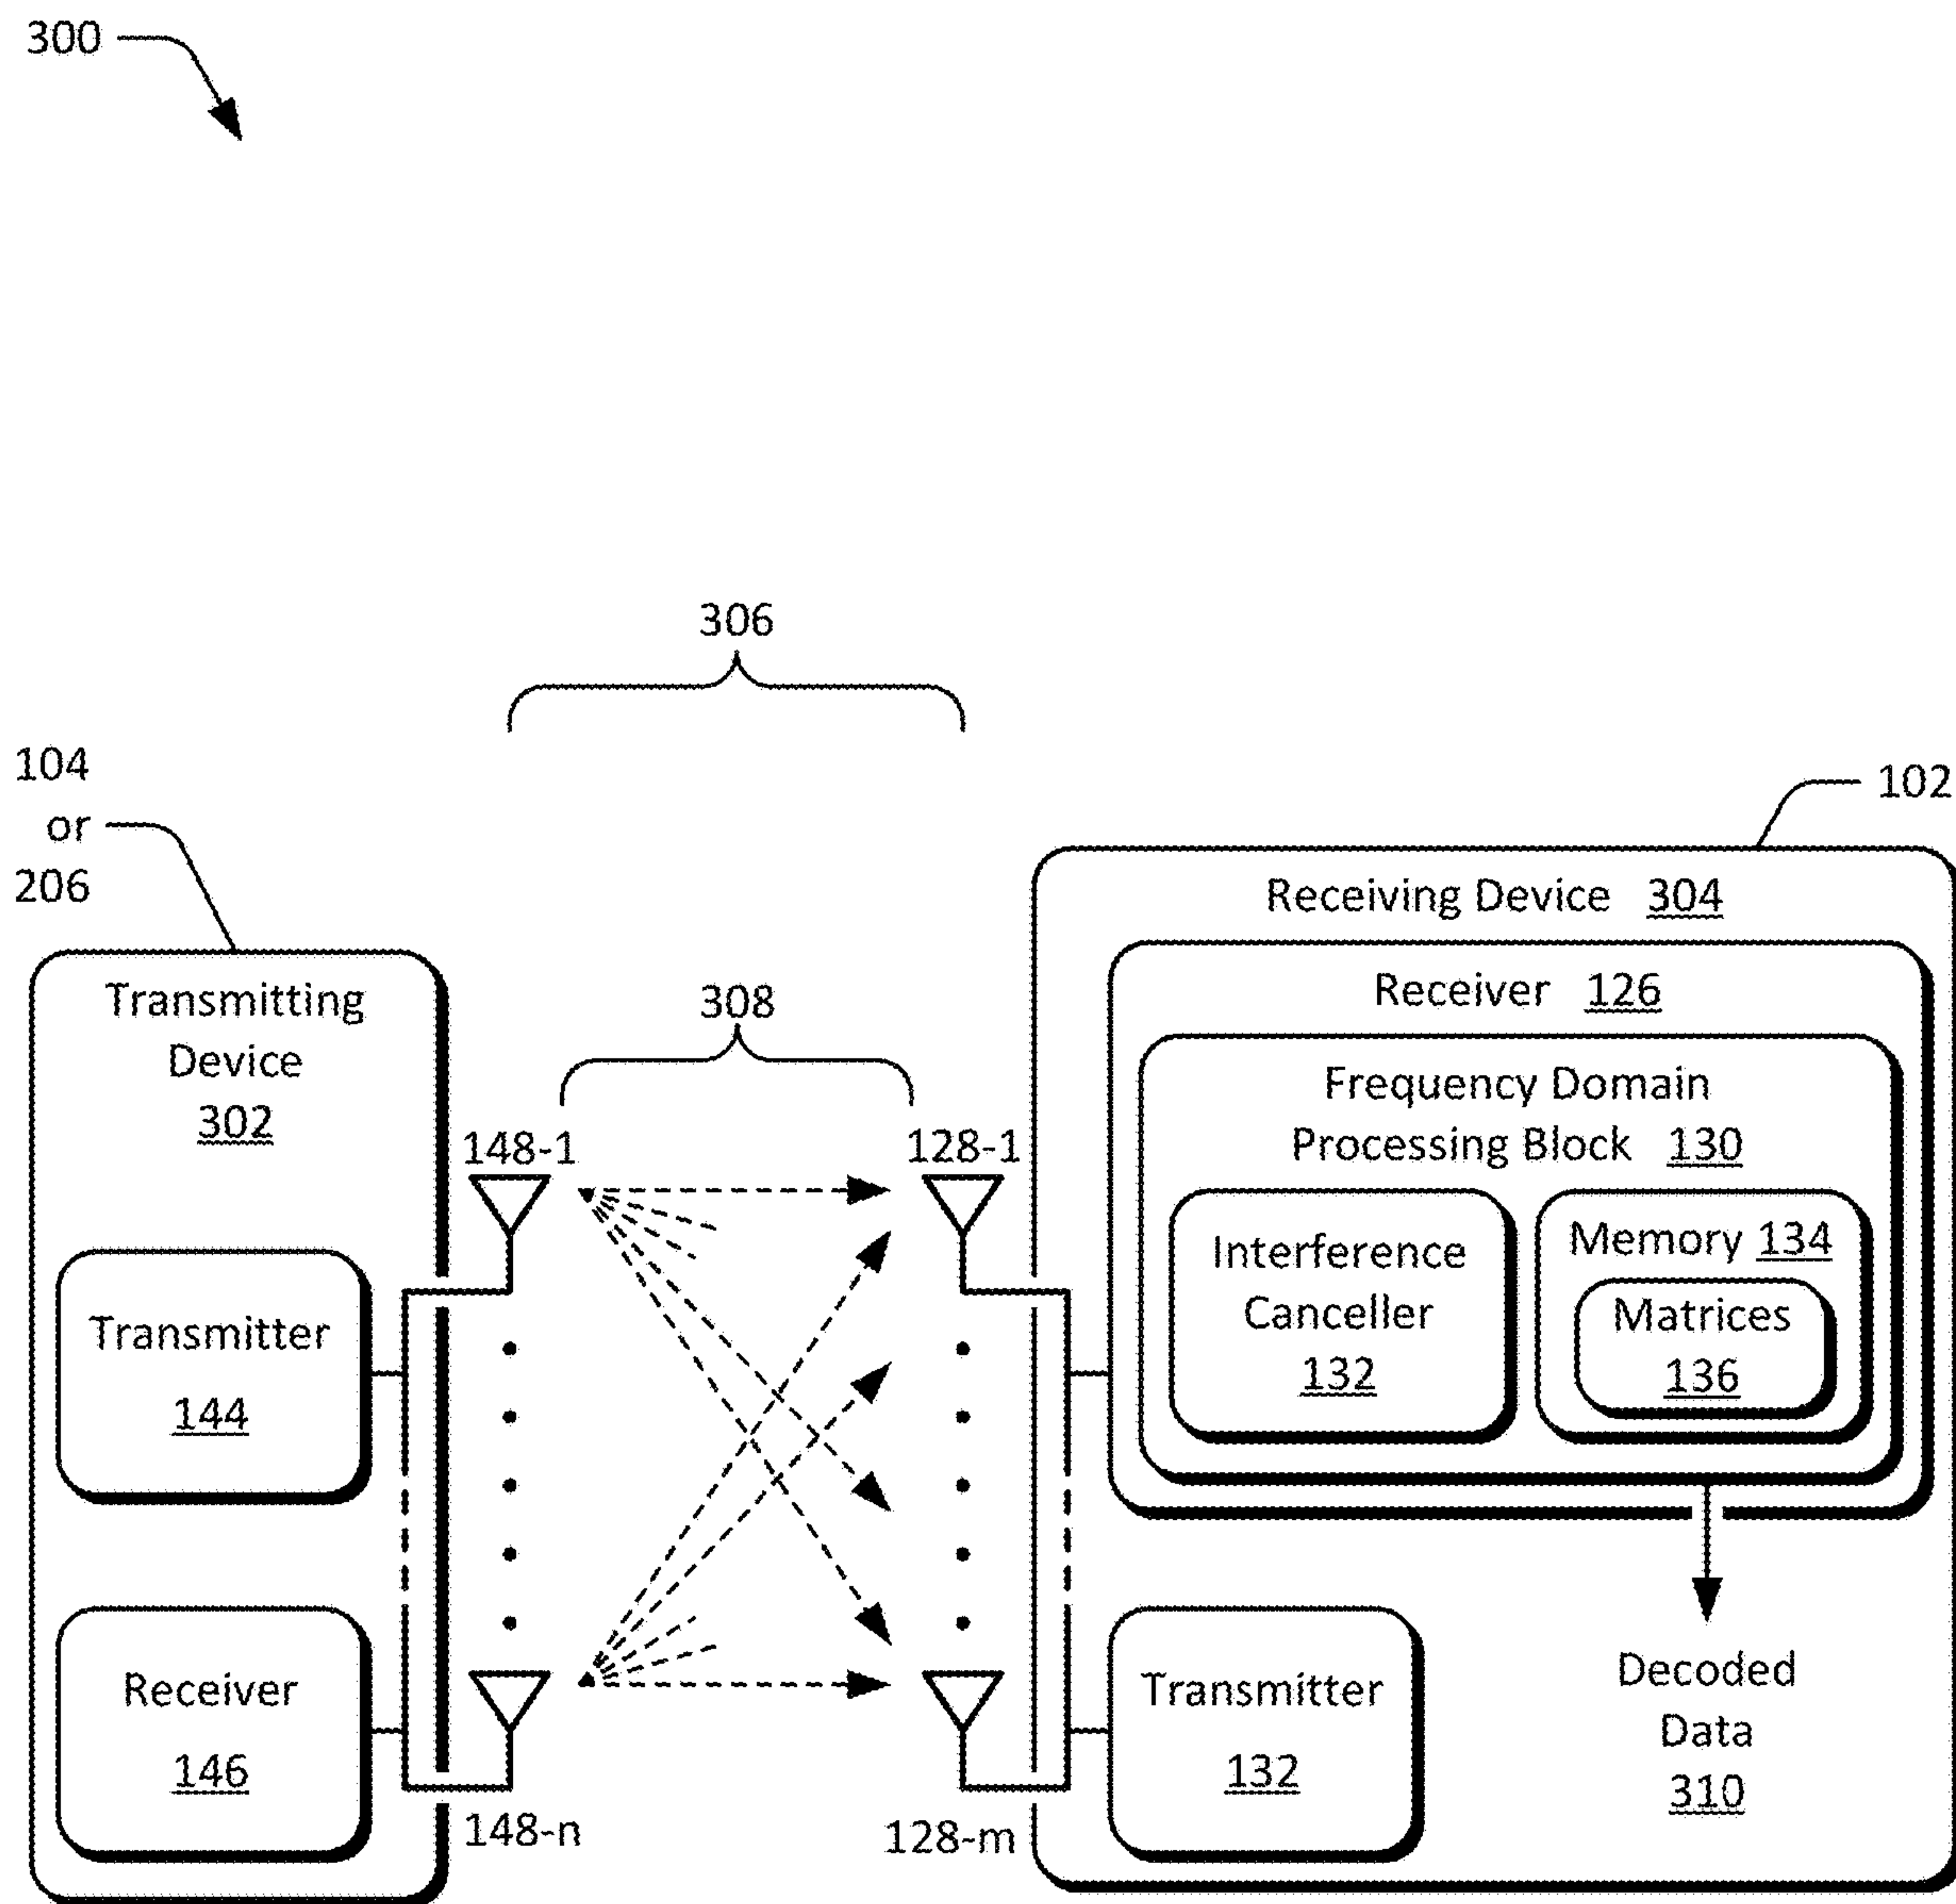 300
306
104
or
206
102
Receiving Device 304
Receiver 126
Frequency Domain
Processing Block 130
Interference
Canceller
132
Memory 134
Matrices
136
Transmitting
Device
302
308
148-1
128-1
Transmitter
144
Receiver
146
148-n
128-m
Transmitter
132
Decoded
Data
310